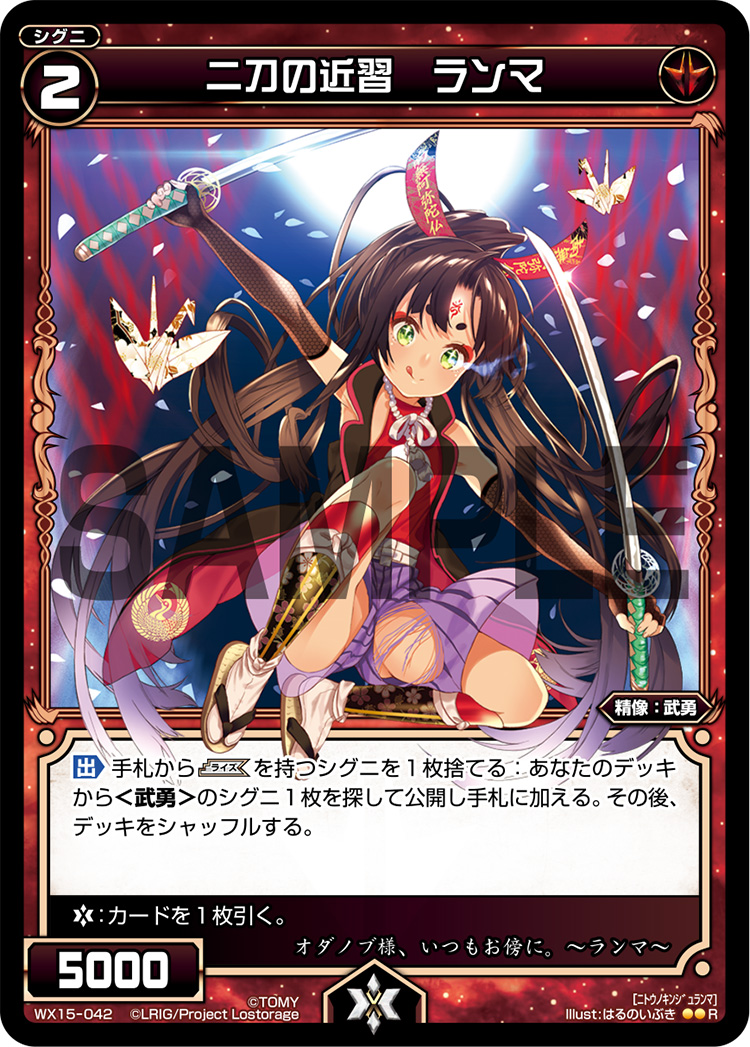 シグニ
2
二刀の近習 ランマ
南無阿弥陀仏
SAMPLE
精像：武勇
出 手札からライズを持つシグニを1枚捨てる：あなたのデッキ
から<武勇>のシグニ1枚を探して公開し手札に加える。その後、
デッキをシャッフルする。
：カードを1枚引く。
オダノブ様、いつもお傍に。～ランマ～
5000
©TOMY
[ニトウノキンジュランマ]
WX15-042 ©LRIG/Project Lostorage
Illust:はるのいぶき R